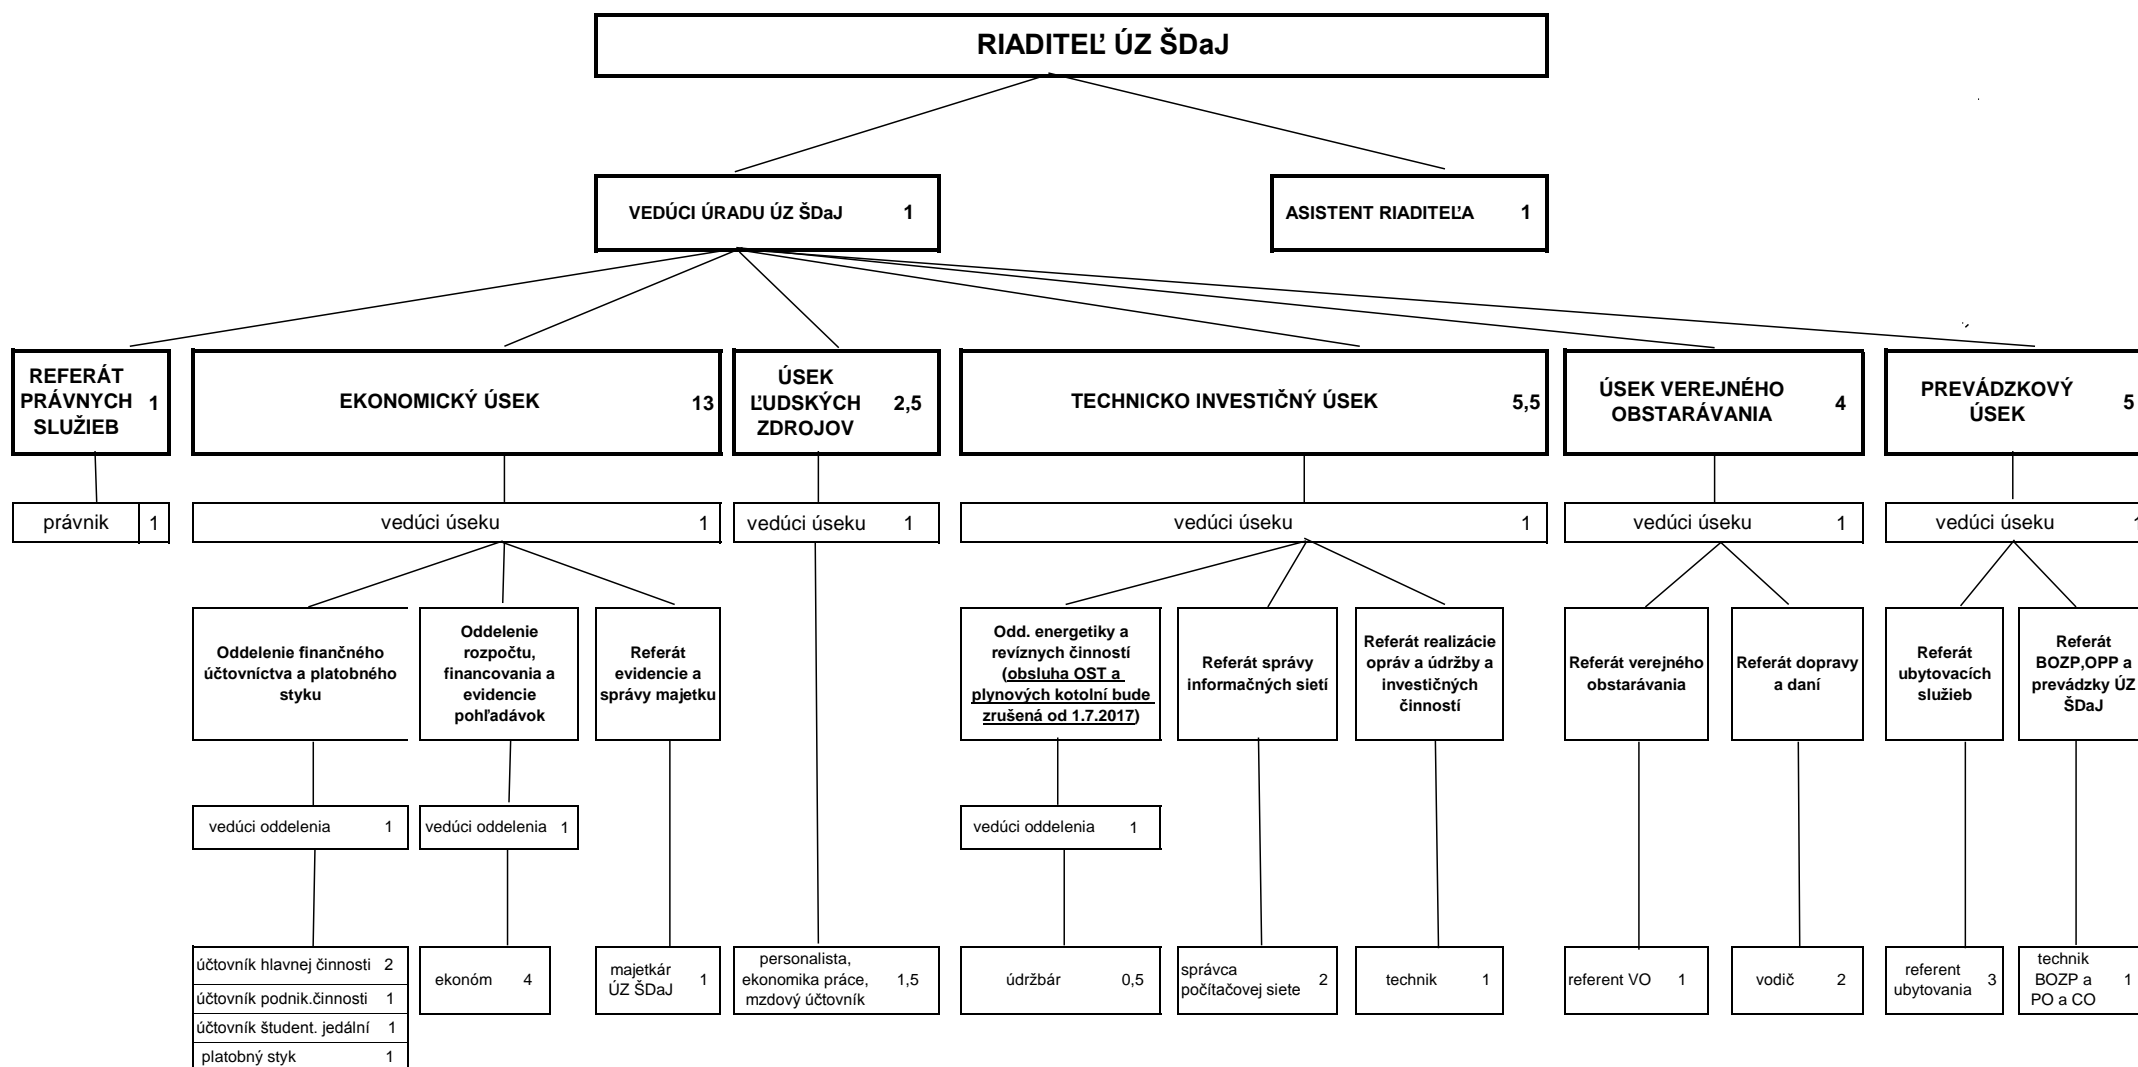 RIADITEĽ ÚZ ŠDaJ
VEDÚCI ÚRADU ÚZ ŠDaJ 1
ASISTENT RIADITEĽA 1
REFERÁT
PRÁVNYCH 1
SLUŽIEB
EKONOMICKÝ ÚSEK 13
ÚSEK
ĽUDSKÝCH 2,5
ZDROJOV
TECHNICKO INVESTIČNÝ ÚSEK 5,5
ÚSEK VEREJNÉHO
OBSTARÁVANIA 4
PREVÁDZKOVÝ
ÚSEK 5
právnik 1
vedúci úseku 1
vedúci úseku 1
vedúci úseku 1
vedúci úseku 1
vedúci úseku 1
Oddelenie finančného
účtovníctva a platobného
styku
Oddelenie
rozpočtu,
financovania a
evidencie
pohľadávok
Referát
evidencie a
správy majetku
Odd. energetiky a
revíznych činností
(obsluha OST a
plynových kotolní bude
zrušená od 1.7.2017)
Referát správy
informačných sietí
Referát realizácie
opráv a údržby a
investičných
činností
Referát verejného
obstarávania
Referát dopravy
a daní
Referát
ubytovacích
služieb
Referát
BOZP,OPP a
prevádzky ÚZ
ŠDaJ
vedúci oddelenia 1
vedúci oddelenia 1
vedúci oddelenia 1
účtovník hlavnej činnosti 2
účtovník podnik.činnosti 1
účtovník študent. jedální 1
platobný styk 1
ekonóm 4
majetkár
ÚZ ŠDaJ 1
personalista,
ekonomika práce, 1,5
mzdový účtovník
údržbár 0,5
správca
počítačovej siete 2
technik 1
referent VO 1
vodič 2
referent
ubytovania 3
technik
BOZP a 1
PO a CO